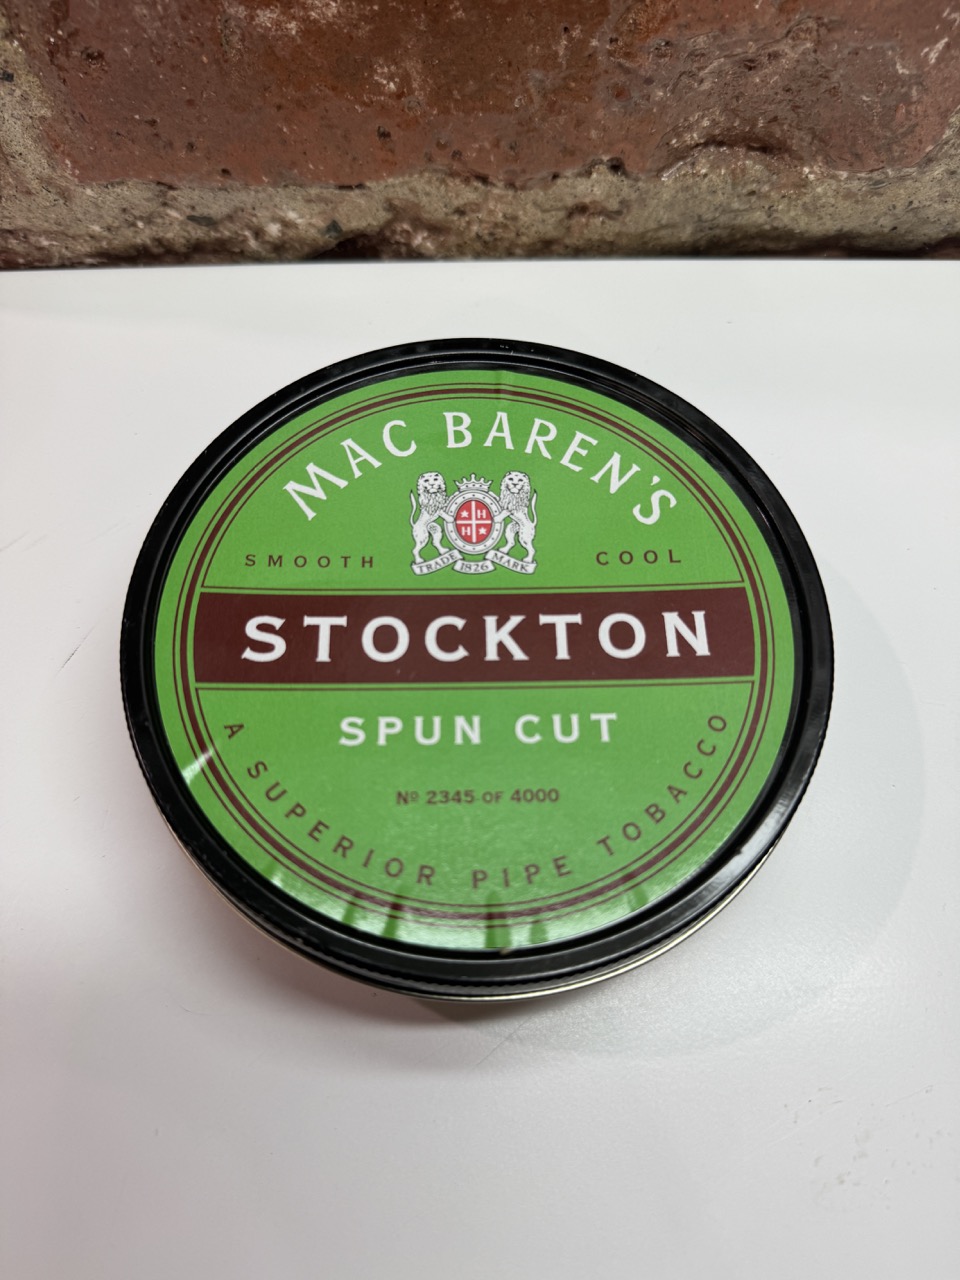 MAC BAREN'S
H
H
TRADE 1826 MARK
SMOOTH COOL
STOCKTON
SPUN CUT
Nº 2345 OF 4000
A SUPERIOR PIPE TOBACCO